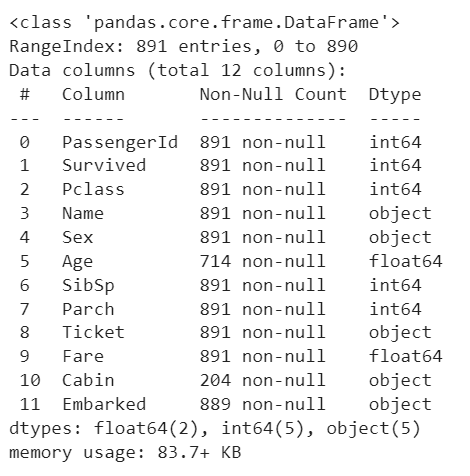 <class 'pandas.core.frame.DataFrame'>
RangeIndex: 891 entries, 0 to 890
Data columns (total 12 columns):
 #   Column       Non-Null Count  Dtype
---  ------       --------------  -----
 0   PassengerId  891 non-null    int64
 1   Survived     891 non-null    int64
 2   Pclass       891 non-null    int64
 3   Name         891 non-null    object
 4   Sex          891 non-null    object
 5   Age          714 non-null    float64
 6   SibSp        891 non-null    int64
 7   Parch        891 non-null    int64
 8   Ticket       891 non-null    object
 9   Fare         891 non-null    float64
 10  Cabin        204 non-null    object
 11  Embarked     889 non-null    object
dtypes: float64(2), int64(5), object(5)
memory usage: 83.7+ KB